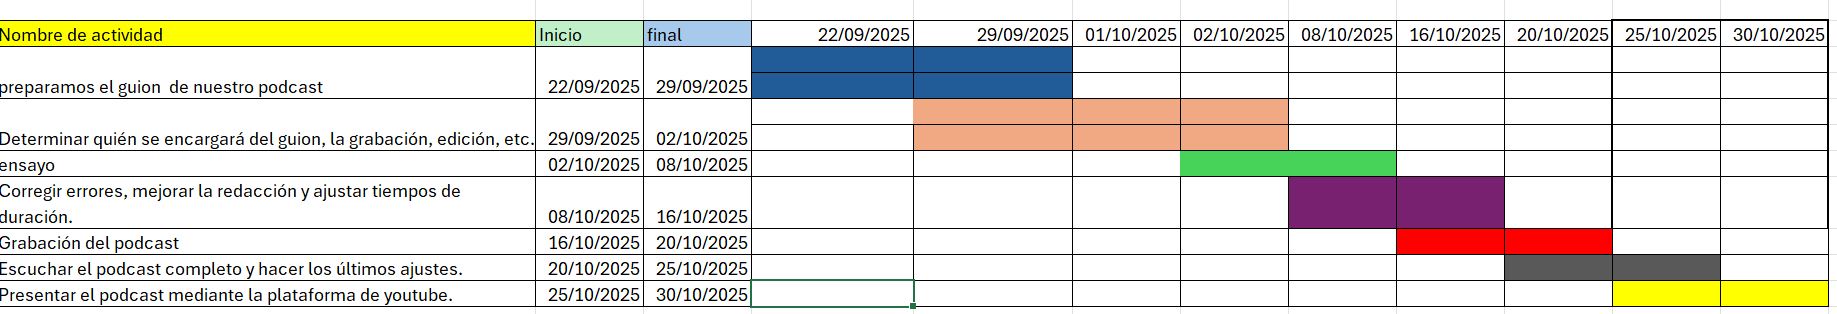 Nombre de actividad Inicio final 22/09/2025 29/09/2025 01/10/2025 02/10/2025 08/10/2025 16/10/2025 20/10/2025 25/10/2025 30/10/2025
preparamos el guion  de nuestro podcast 22/09/2025 29/09/2025
Determinar quién se encargará del guion, la grabación, edición, etc. 29/09/2025 02/10/2025
ensayo 02/10/2025 08/10/2025
Corregir errores, mejorar la redacción y ajustar tiempos de
duración. 08/10/2025 16/10/2025
Grabación del podcast 16/10/2025 20/10/2025
Escuchar el podcast completo y hacer los últimos ajustes. 20/10/2025 25/10/2025
Presentar el podcast mediante la plataforma de youtube. 25/10/2025 30/10/2025